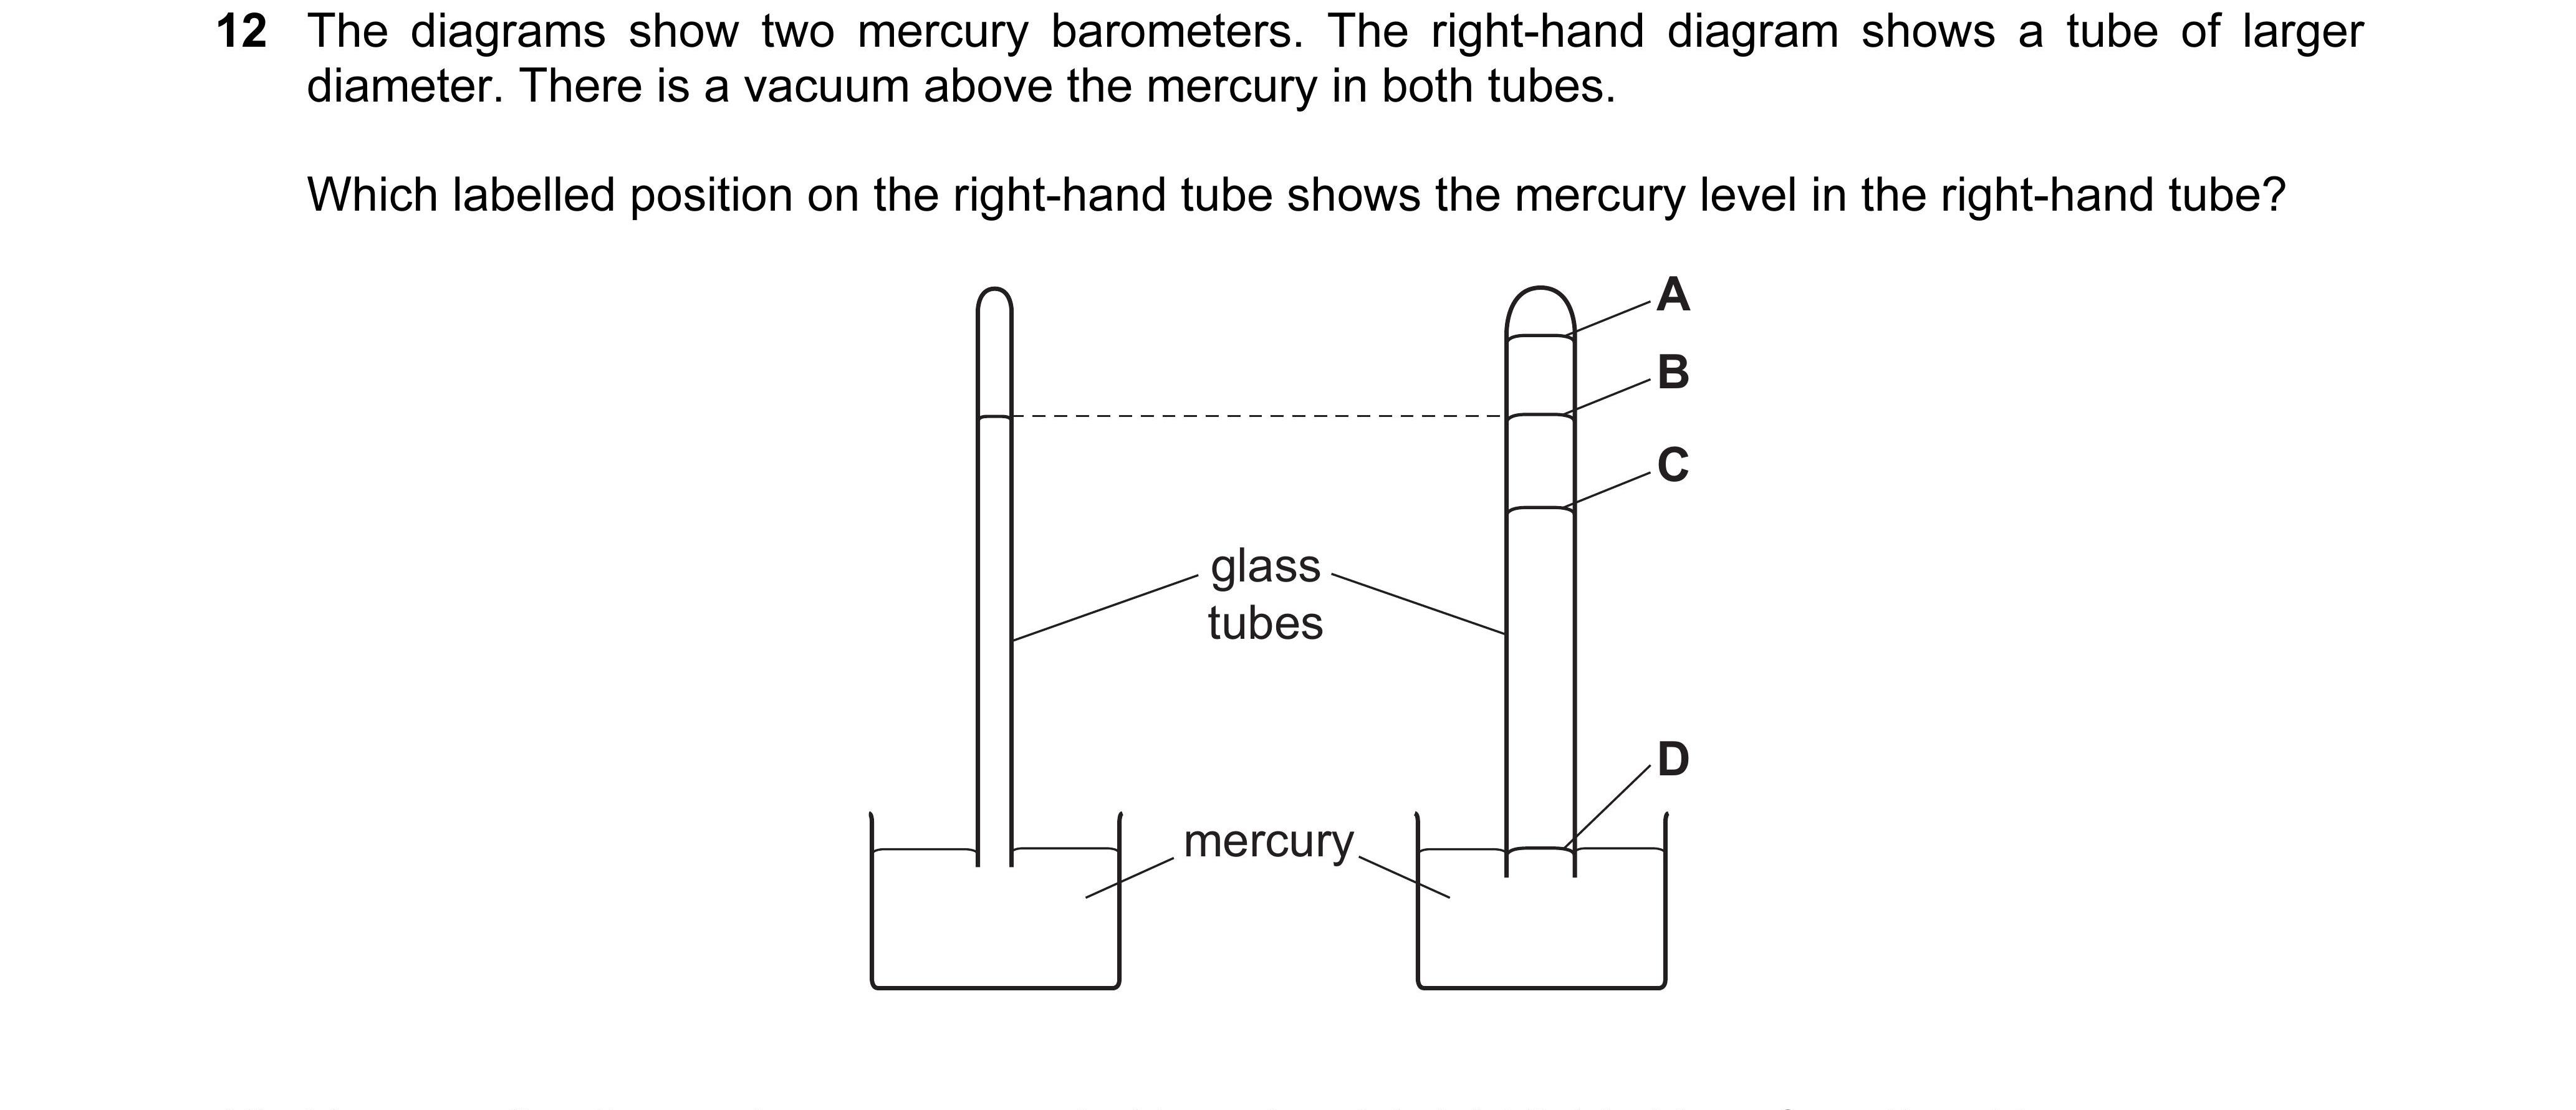 12 The diagrams show two mercury barometers. The right-hand diagram shows a tube of larger
diameter. There is a vacuum above the mercury in both tubes.
Which labelled position on the right-hand tube shows the mercury level in the right-hand tube?
A
B
C
glass
tubes
D
mercury